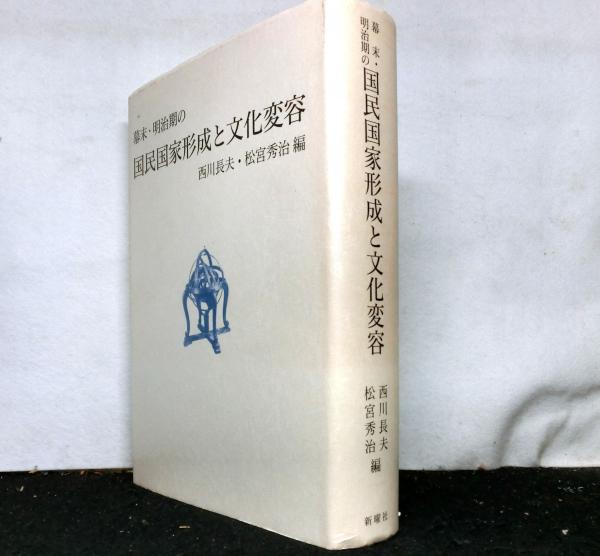 幕末・明治期の
国民国家形成と文化変容
西川長夫・松宮秀治 編
幕末・
明治期の
国民国家形成と文化変容
西川長夫
松宮秀治 編
新曜社